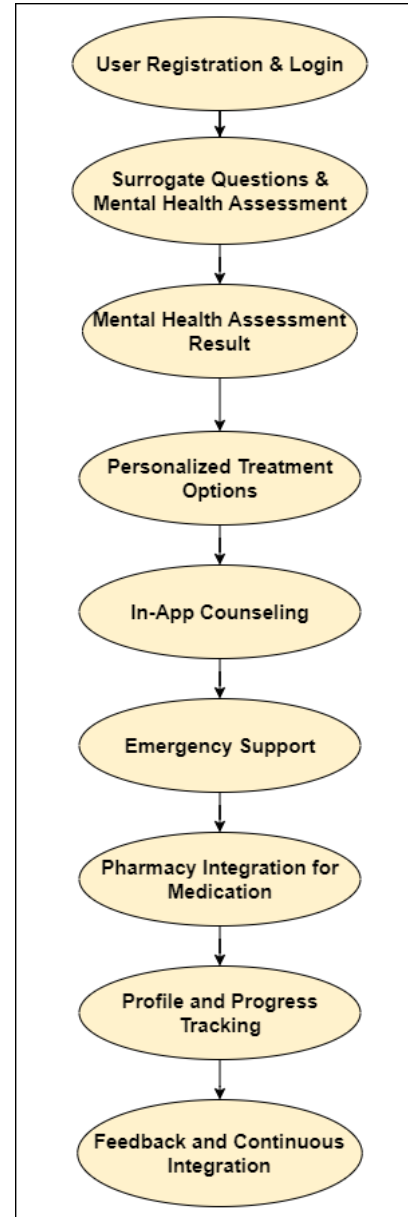 User Registration & Login
Surrogate Questions &
Mental Health Assessment
Mental Health Assessment
Result
Personalized Treatment
Options
In-App Counseling
Emergency Support
Pharmacy Integration for
Medication
Profile and Progress
Tracking
Feedback and Continuous
Integration